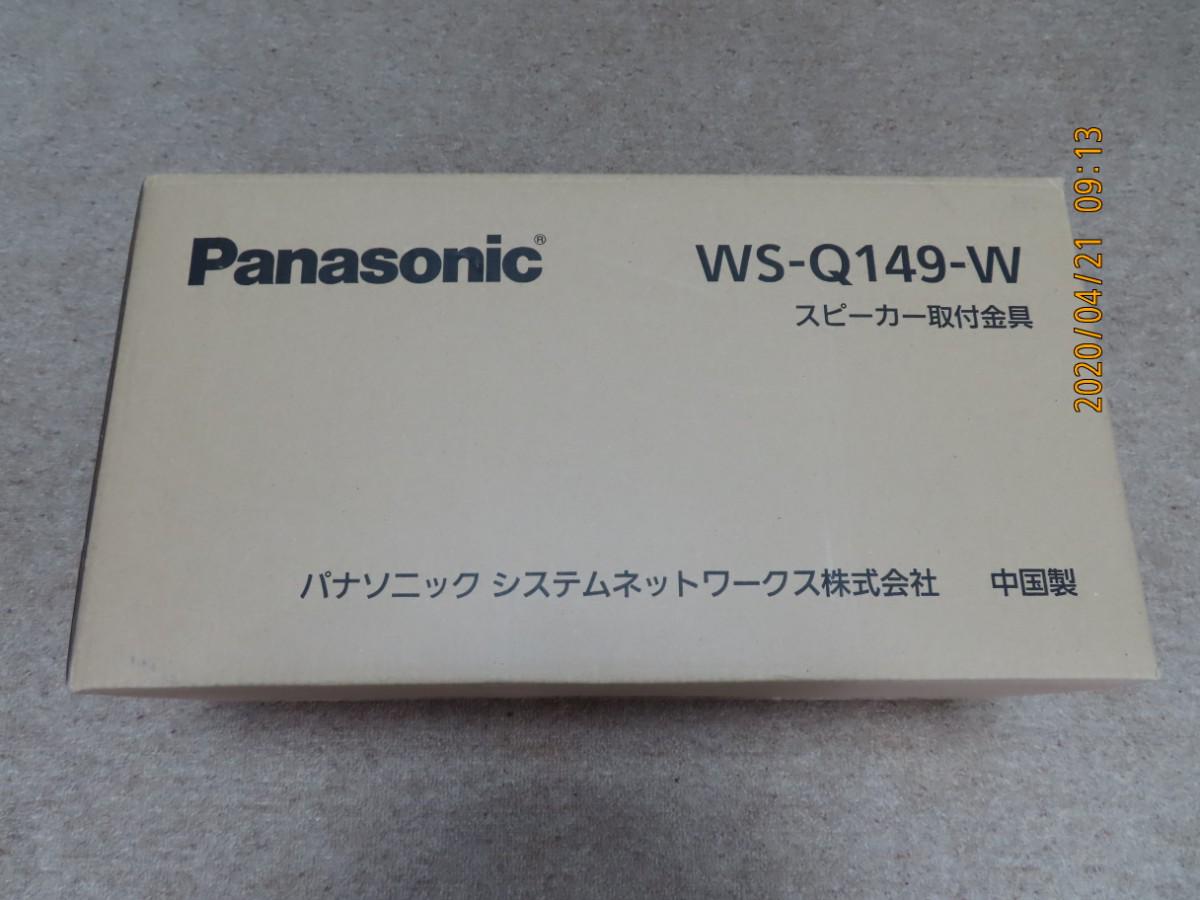 Panasonic®
WS-Q149-W
スピーカー取付金具
パナソニック システムネットワークス株式会社 中国製
2020/04/21 09:13